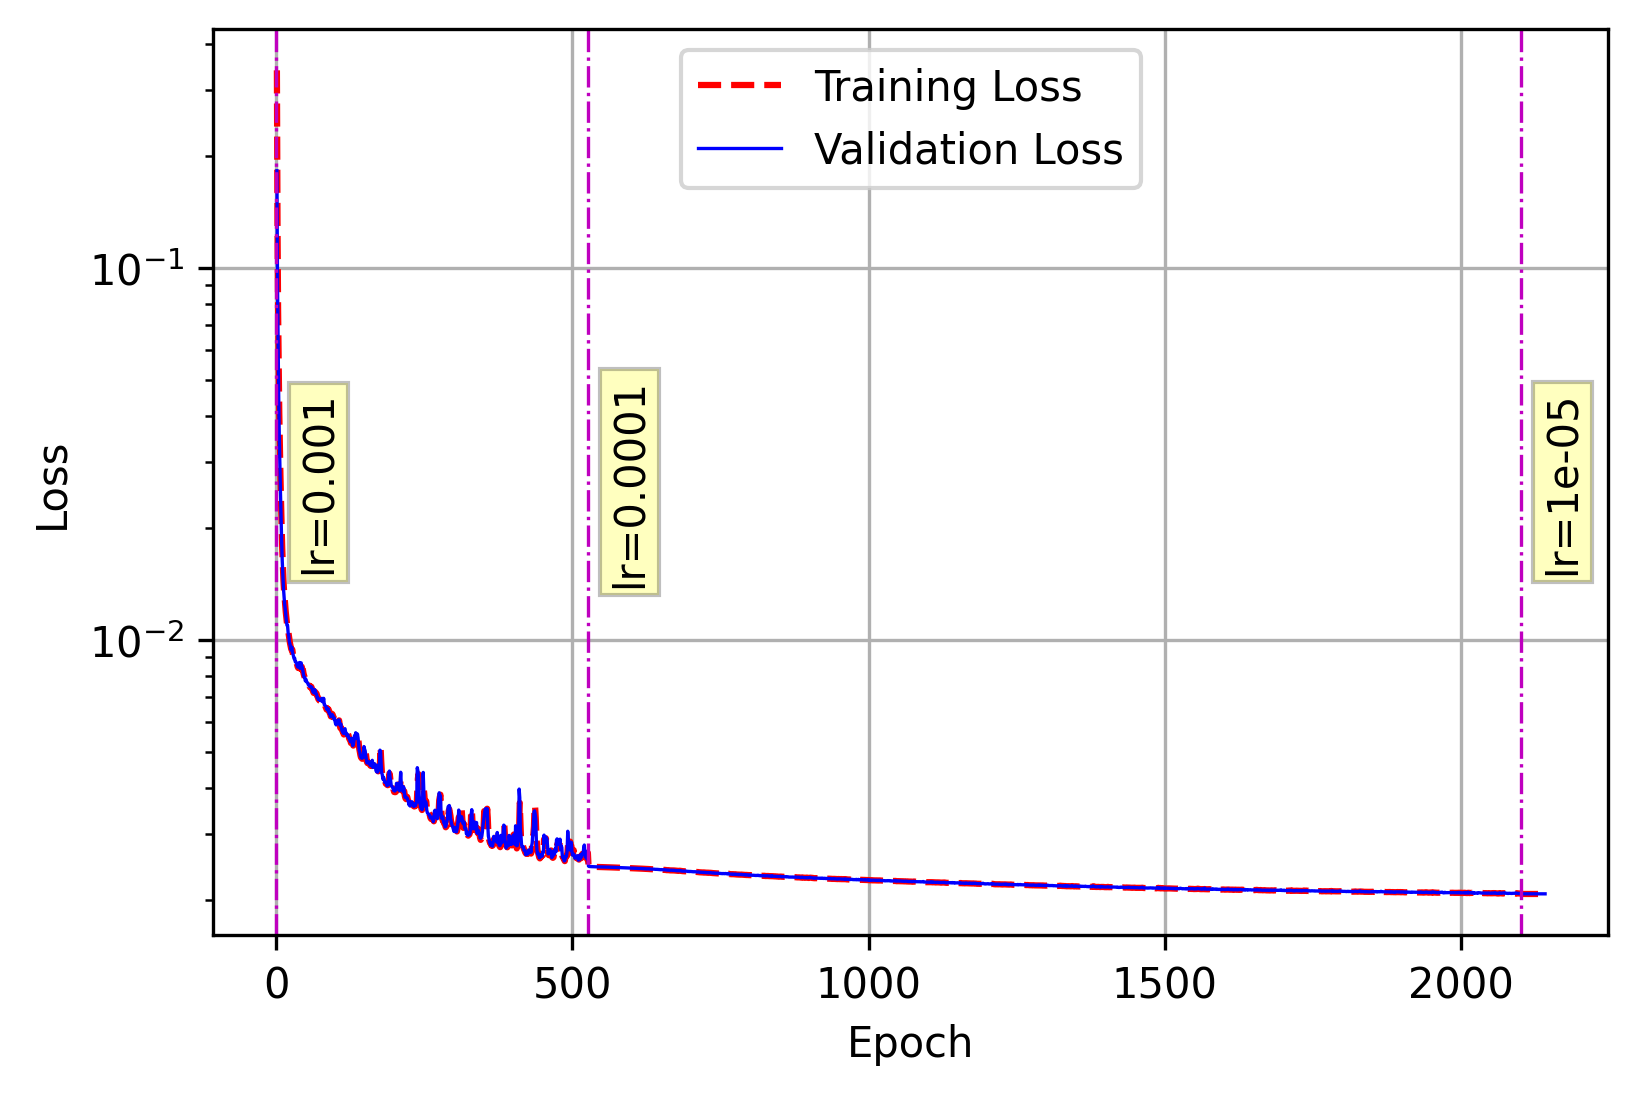 Training Loss
Validation Loss
10⁻¹
10⁻²
Loss
lr=0.001
lr=0.0001
lr=1e-05
0
500
1000
1500
2000
Epoch